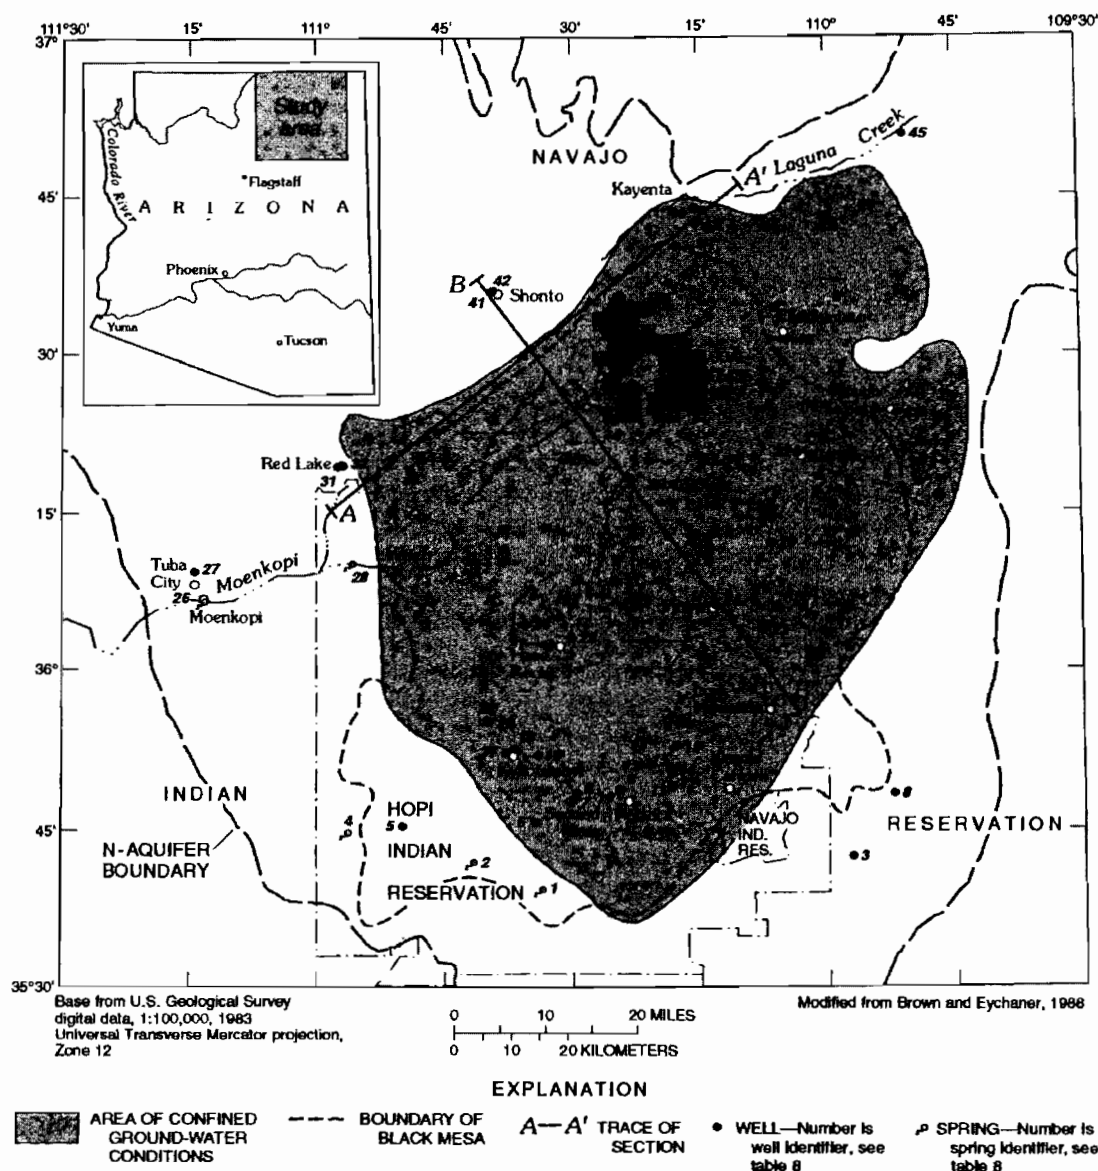 111°30' 15' 111° 45' 30' 15' 110° 45' 109°30'
37°
45'
30'
15'
36°
45'
35°30'
Study
Area
Colorado River
Flagstaff
A R I Z O N A
Phoenix
Yuma
Tucson
NAVAJO
Kayenta
A' Laguna Creek
45
B
42
41
Shonto
Red Lake
31
A
Tuba
City
27
Moenkopi
28
26
Moenkopi
INDIAN
N-AQUIFER
BOUNDARY
HOPI
4
5
INDIAN
2
RESERVATION
1
NAVAJO
IND.
RES.
8
RESERVATION
3
Base from U.S. Geological Survey
digital data, 1:100,000, 1983
Universal Transverse Mercator projection,
Zone 12
0 10 20 MILES
0 10 20 KILOMETERS
Modified from Brown and Eychaner, 1988
EXPLANATION
AREA OF CONFINED
GROUND-WATER
CONDITIONS
BOUNDARY OF
BLACK MESA
A—A' TRACE OF
SECTION
WELL—Number is
well identifier, see
table 8
SPRING—Number is
spring identifier, see
table 8